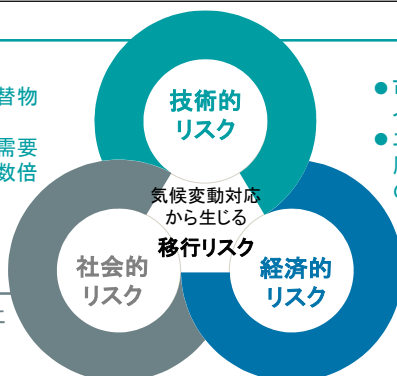 替物
需要
数倍
技術的
リスク
気候変動対応
から生じる
移行リスク
社会的
リスク
経済的
リスク